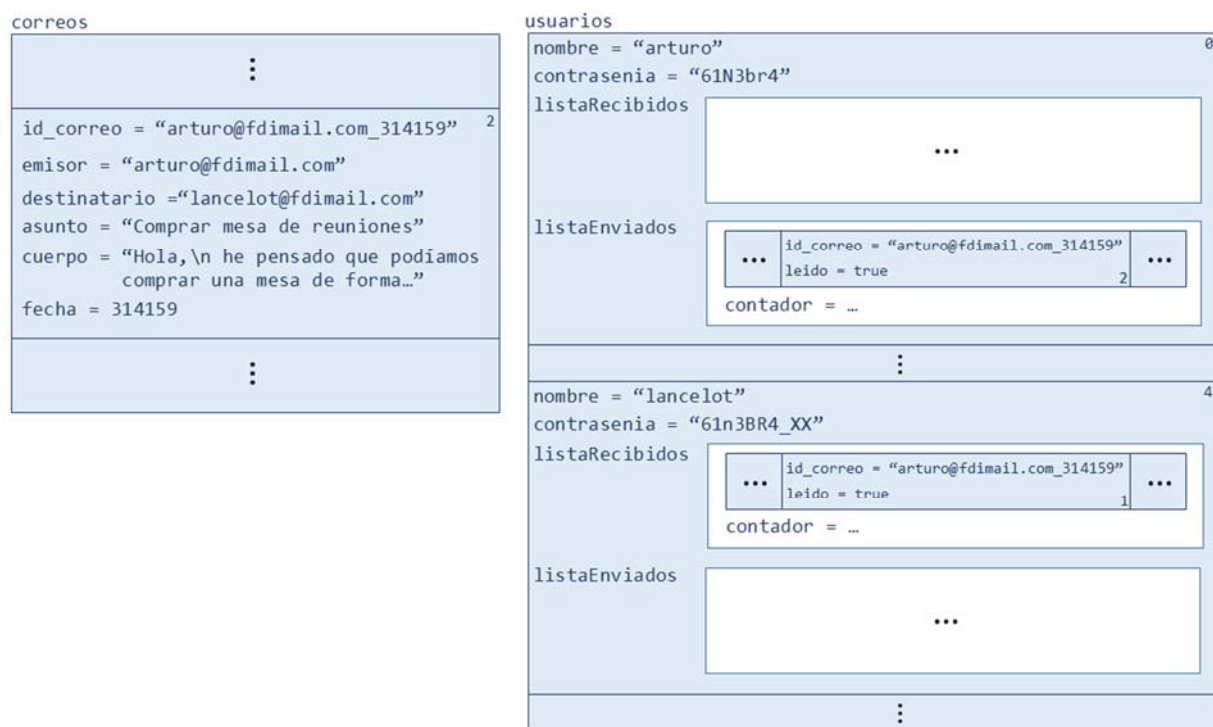 correos
⋮
id_correo = “arturo@fdimail.com_314159” 2
emisor = “arturo@fdimail.com”
destinatario =“lancelot@fdimail.com”
asunto = “Comprar mesa de reuniones”
cuerpo = “Hola,\n he pensado que podíamos
comprar una mesa de forma…”
fecha = 314159
⋮
usuarios
nombre = “arturo” 0
contrasenia = “61N3br4”
listaRecibidos
...
listaEnviados
... id_correo = “arturo@fdimail.com_314159” ...
leido = true 2
contador = …
⋮
nombre = “lancelot” 4
contrasenia = “61n3BR4_XX”
listaRecibidos
... id_correo = “arturo@fdimail.com_314159” ...
leido = true 1
contador = …
listaEnviados
...
⋮